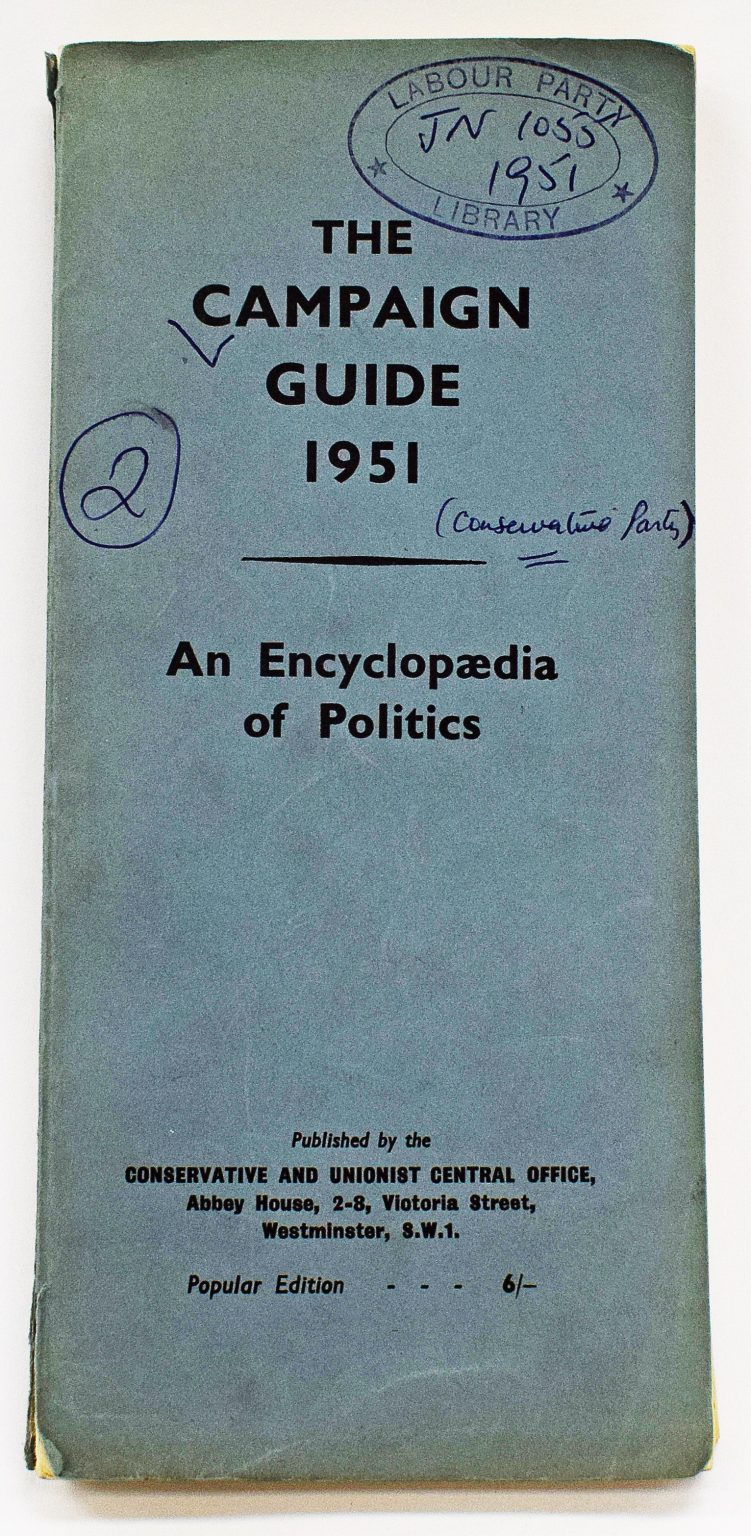 LABOUR PARTY
JN 1055
1951
LIBRARY
THE
CAMPAIGN
GUIDE
1951
2
(Conservative Party)
An Encyclopædia
of Politics
Published by the
CONSERVATIVE AND UNIONIST CENTRAL OFFICE,
Abbey House, 2-8, Victoria Street,
Westminster, S.W.1.
Popular Edition - - - 6/-